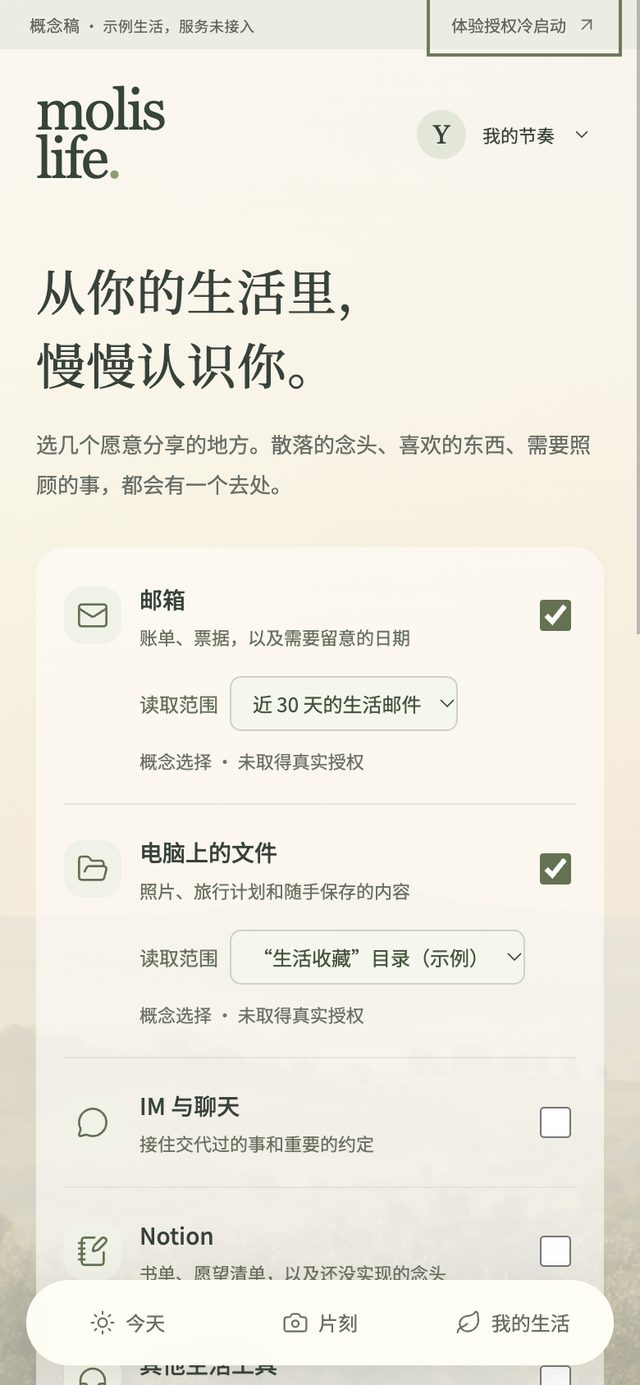 概念稿 · 示例生活，服务未接入
体验授权冷启动
molis
life.
Y 我的节奏
从你的生活里，
慢慢认识你。
选几个愿意分享的地方。散落的念头、喜欢的东西、需要照
顾的事，都会有一个去处。
邮箱
账单、票据，以及需要留意的日期
读取范围 近 30 天的生活邮件
概念选择 · 未取得真实授权
电脑上的文件
照片、旅行计划和随手保存的内容
读取范围 “生活收藏”目录（示例）
概念选择 · 未取得真实授权
IM 与聊天
接住交代过的事和重要的约定
Notion
书单、愿望清单，以及还没实现的念头
今天 片刻 我的生活
其他生活工具